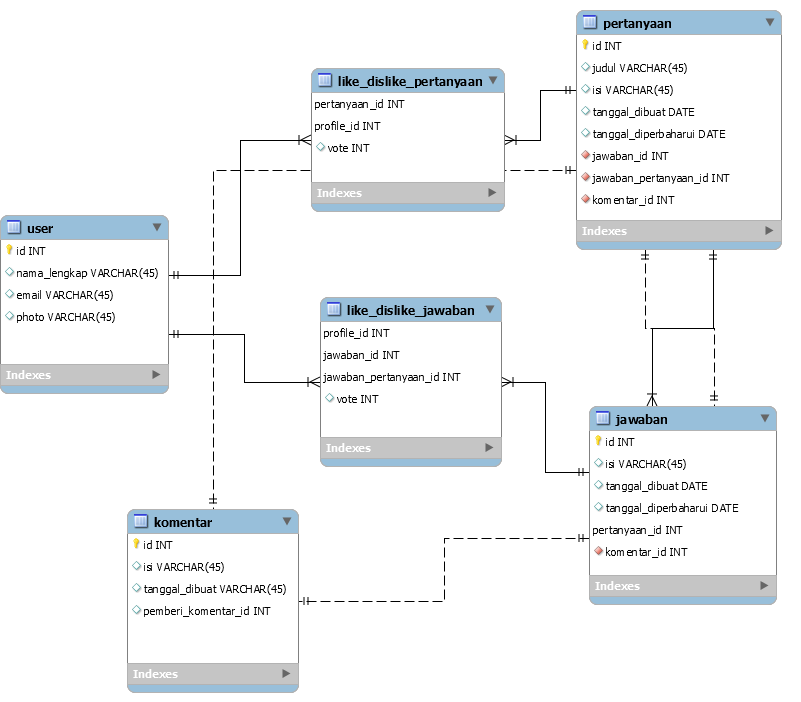 pertanyaan
id INT
judul VARCHAR(45)
isi VARCHAR(45)
tanggal_dibuat DATE
tanggal_diperbaharui DATE
jawaban_id INT
jawaban_pertanyaan_id INT
komentar_id INT
Indexes
like_dislike_pertanyaan
pertanyaan_id INT
profile_id INT
vote INT
Indexes
user
id INT
nama_lengkap VARCHAR(45)
email VARCHAR(45)
photo VARCHAR(45)
Indexes
like_dislike_jawaban
profile_id INT
jawaban_id INT
jawaban_pertanyaan_id INT
vote INT
Indexes
jawaban
id INT
isi VARCHAR(45)
tanggal_dibuat DATE
tanggal_diperbaharui DATE
pertanyaan_id INT
komentar_id INT
Indexes
komentar
id INT
isi VARCHAR(45)
tanggal_dibuat VARCHAR(45)
pemberi_komentar_id INT
Indexes